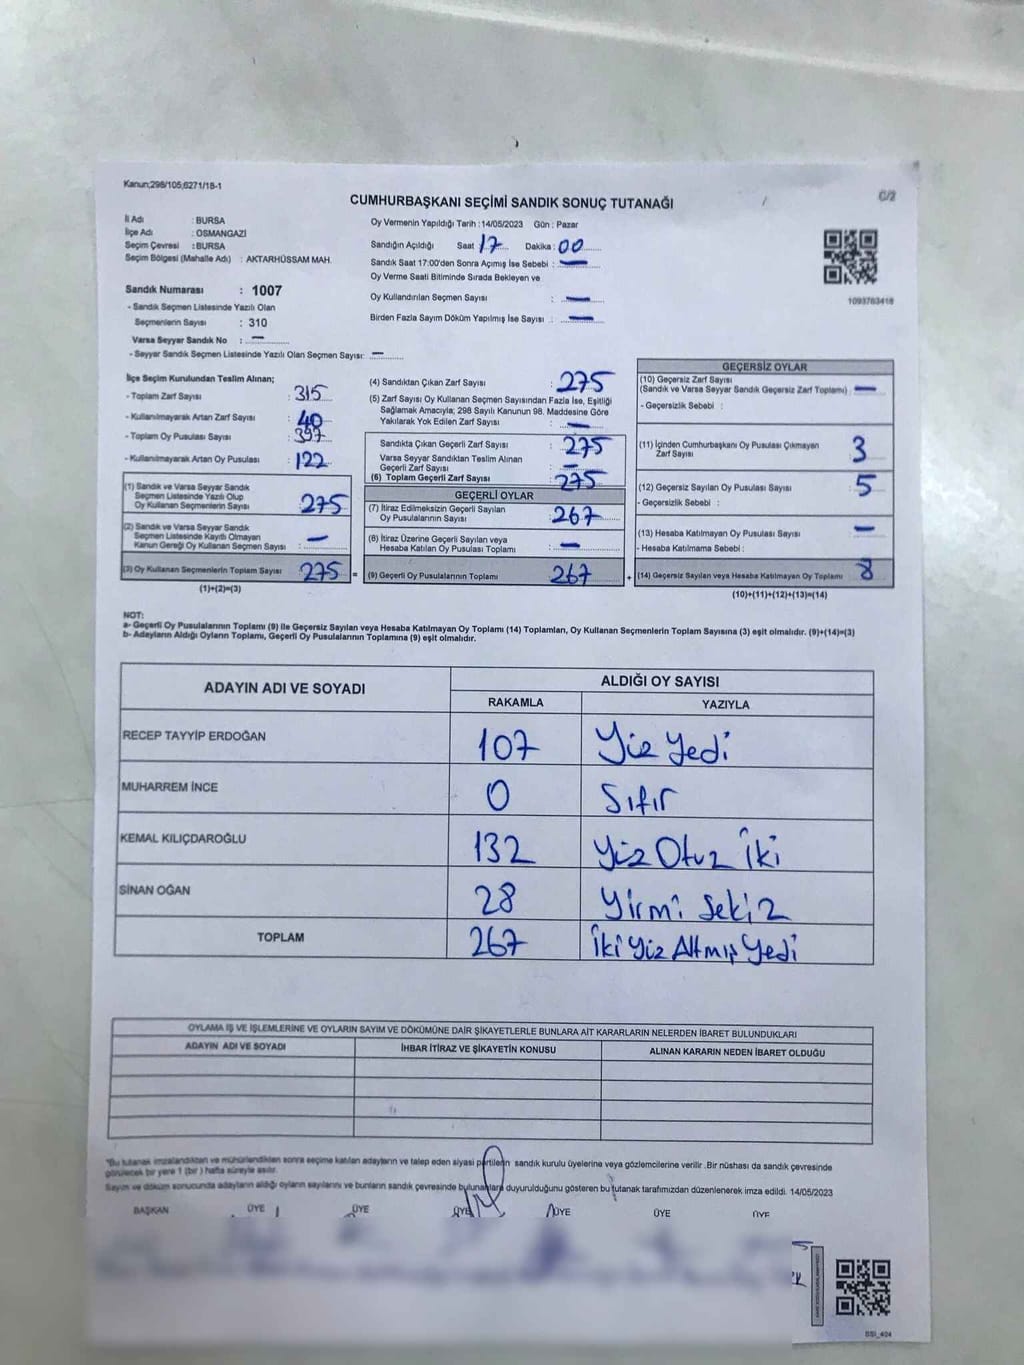 Kanun;298/105;6271/18-1
C/2
CUMHURBAŞKANI SEÇİMİ SANDIK SONUÇ TUTANAĞI
İl Adı : BURSA
İlçe Adı : OSMANGAZİ
Seçim Çevresi : BURSA
Seçim Bölgesi (Mahalle Adı) : AKTARHÜSSAM MAH.
Sandık Numarası : 1007
- Sandık Seçmen Listesinde Yazılı Olan
Seçmenlerin Sayısı : 310
Varsa Seyyar Sandık No : —
- Seyyar Sandık Seçmen Listesinde Yazılı Olan Seçmen Sayısı: —
Oy Vermenin Yapıldığı Tarih : 14/05/2023 Gün : Pazar
Sandığın Açıldığı Saat 17 Dakika : 00
Sandık Saat 17:00'den Sonra Açımış İse Sebebi : —
Oy Verme Saati Bitiminde Sırada Bekleyen ve
Oy Kullandırılan Seçmen Sayısı : —
Birden Fazla Sayım Döküm Yapılmış İse Sayısı : —
1093783418
İlçe Seçim Kurulundan Teslim Alınan;
- Toplam Zarf Sayısı : 315
- Kullanılmayarak Artan Zarf Sayısı : 40
- Toplam Oy Pusulası Sayısı : 397
- Kullanılmayarak Artan Oy Pusulası : 122
(1) Sandık ve Varsa Seyyar Sandık
Seçmen Listesinde Yazılı Olup
Oy Kullanan Seçmenlerin Sayısı : 275
(2) Sandık ve Varsa Seyyar Sandık
Seçmen Listesinde Kayıtlı Olmayan
Kanun Gereği Oy Kullanan Seçmen Sayısı : —
(3) Oy Kullanan Seçmenlerin Toplam Sayısı : 275
(1)+(2)=(3)
(4) Sandıktan Çıkan Zarf Sayısı : 275
(5) Zarf Sayısı Oy Kullanan Seçmen Sayısından Fazla İse, Eşitliği
Sağlamak Amacıyla; 298 Sayılı Kanunun 98. Maddesine Göre
Yakılarak Yok Edilen Zarf Sayısı : —
Sandıkta Çıkan Geçerli Zarf Sayısı : 275
Varsa Seyyar Sandıktan Teslim Alınan
Geçerli Zarf Sayısı : —
(6) Toplam Geçerli Zarf Sayısı : 275
GEÇERLİ OYLAR
(7) İtiraz Edilmeksizin Geçerli Sayılan
Oy Pusulalarının Sayısı : 267
(8) İtiraz Üzerine Geçerli Sayılan veya
Hesaba Katılan Oy Pusulası Toplamı : —
= (9) Geçerli Oy Pusulalarının Toplamı 267
GEÇERSİZ OYLAR
(10) Geçersiz Zarf Sayısı
(Sandık ve Varsa Seyyar Sandık Geçersiz Zarf Toplamı) : —
- Geçersizlik Sebebi :
(11) İçinden Cumhurbaşkanı Oy Pusulası Çıkmayan
Zarf Sayısı : 3
(12) Geçersiz Sayılan Oy Pusulası Sayısı : 5
- Geçersizlik Sebebi :
(13) Hesaba Katılmayan Oy Pusulası Sayısı : —
- Hesaba Katılmama Sebebi :
+ (14) Geçersiz Sayılan veya Hesaba Katılmayan Oy Toplamı 8
(10)+(11)+(12)+(13)=(14)
NOT:
a- Geçerli Oy Pusulalarının Toplamı (9) ile Geçersiz Sayılan veya Hesaba Katılmayan Oy Toplamı (14) Toplamları, Oy Kullanan Seçmenlerin Toplam Sayısına (3) eşit olmalıdır. (9)+(14)=(3)
b- Adayların Aldığı Oyların Toplamı, Geçerli Oy Pusulalarının Toplamına (9) eşit olmalıdır.
ADAYIN ADI VE SOYADI ALDIĞI OY SAYISI
RAKAMLA YAZIYLA
RECEP TAYYİP ERDOĞAN 107 Yüz Yedi
MUHARREM İNCE 0 Sıfır
KEMAL KILIÇDAROĞLU 132 Yüz Otuz İki
SİNAN OĞAN 28 Yirmi Sekiz
TOPLAM 267 İki Yüz Altmış Yedi
OYLAMA İŞ VE İŞLEMLERİNE VE OYLARIN SAYIM VE DÖKÜMÜNE DAİR ŞİKAYETLERLE BUNLARA AİT KARARLARIN NELERDEN İBARET BULUNDUKLARI
ADAYIN ADI VE SOYADI İHBAR İTİRAZ VE ŞİKAYETİN KONUSU ALINAN KARARIN NEDEN İBARET OLDUĞU
*Bu tutanak imzalandıktan ve mühürlendikten sonra seçime katılan adayların ve talep eden siyasi partilerin sandık kurulu üyelerine veya gözlemcilerine verilir .Bir nüshası da sandık çevresinde
görülecek bir yere 1 (bir ) hafta süreyle asılır.
Sayım ve döküm sonucunda adayların aldığı oyların sayılarını ve bunların sandık çevresinde bulunanlara duyurulduğunu gösteren bu tutanak tarafımızdan düzenlenerek imza edildi. 14/05/2023
BAŞKAN ÜYE ÜYE ÜYE ÜYE ÜYE ÜYE
BSI_404